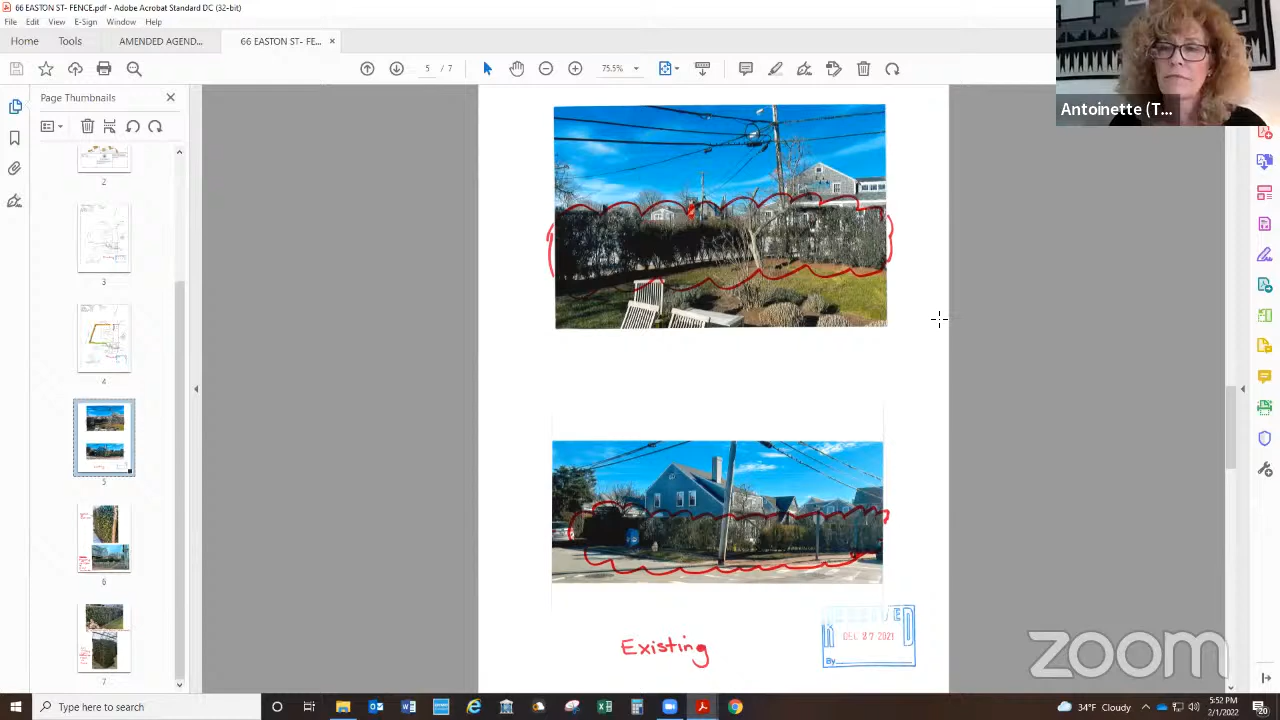 66 EASTON ST- FENCE.pdf - Adobe Acrobat Standard DC (32-bit)
File Edit View E-Sign Window Help
Home Tools AMENDED AGEND... 66 EASTON ST- FE... ×
5 / 7 75.5%
Page Thumbnails
2
3
4
5
6
7
Existing
DEC 27 2021
By
Antoinette (T...
zoom
Type here to search
34°F Cloudy
5:52 PM
2/1/2022
20